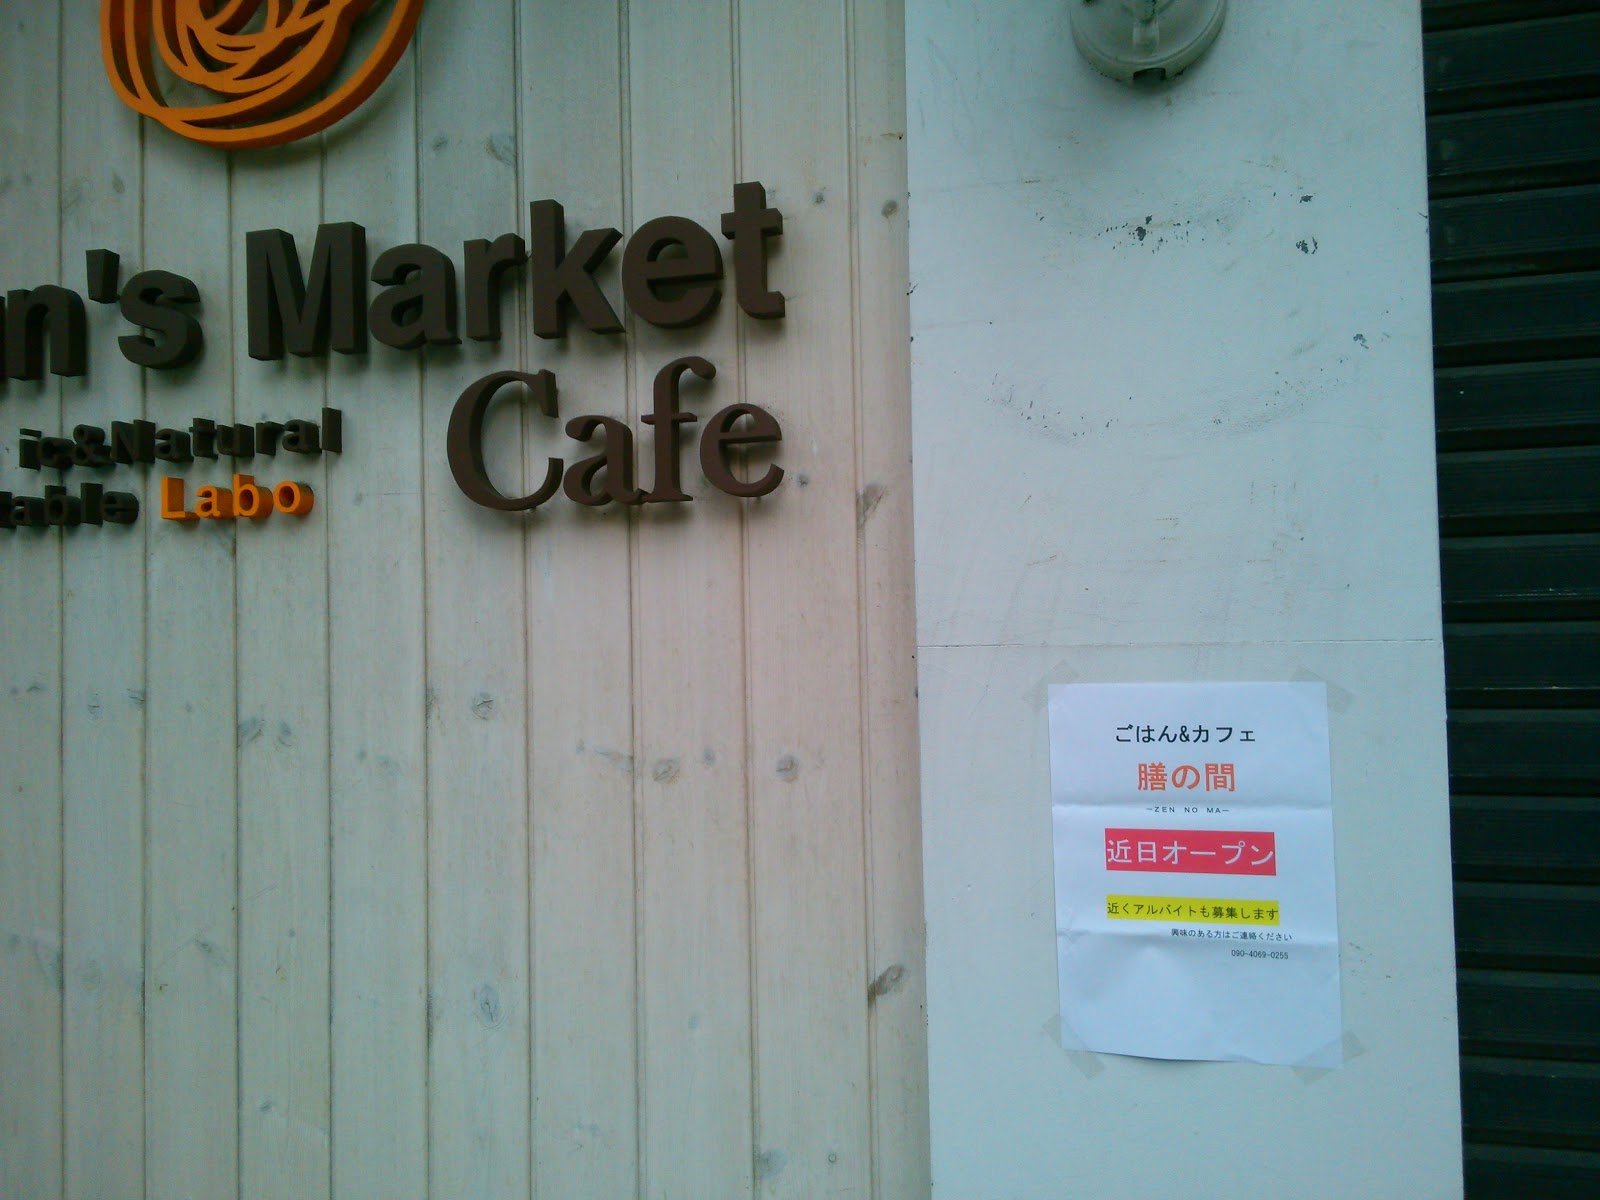 n's Market
Cafe
ic&Natural
table Labo
ごはん&カフェ
膳の間
―ZEN NO MA―
近日オープン
近くアルバイトも募集します
興味のある方はご連絡ください
090-4069-0255